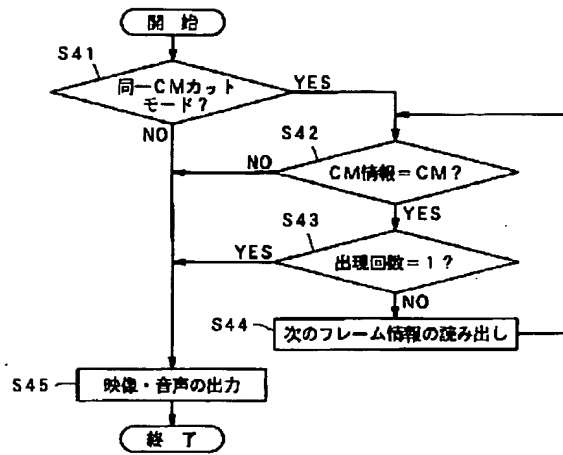 開 始
S41
同一CMカット
モード?
YES
NO
S42
CM情報=CM?
NO
YES
S43
出現回数=1?
YES
NO
S44
次のフレーム情報の読み出し
S45
映像・音声の出力
終 了